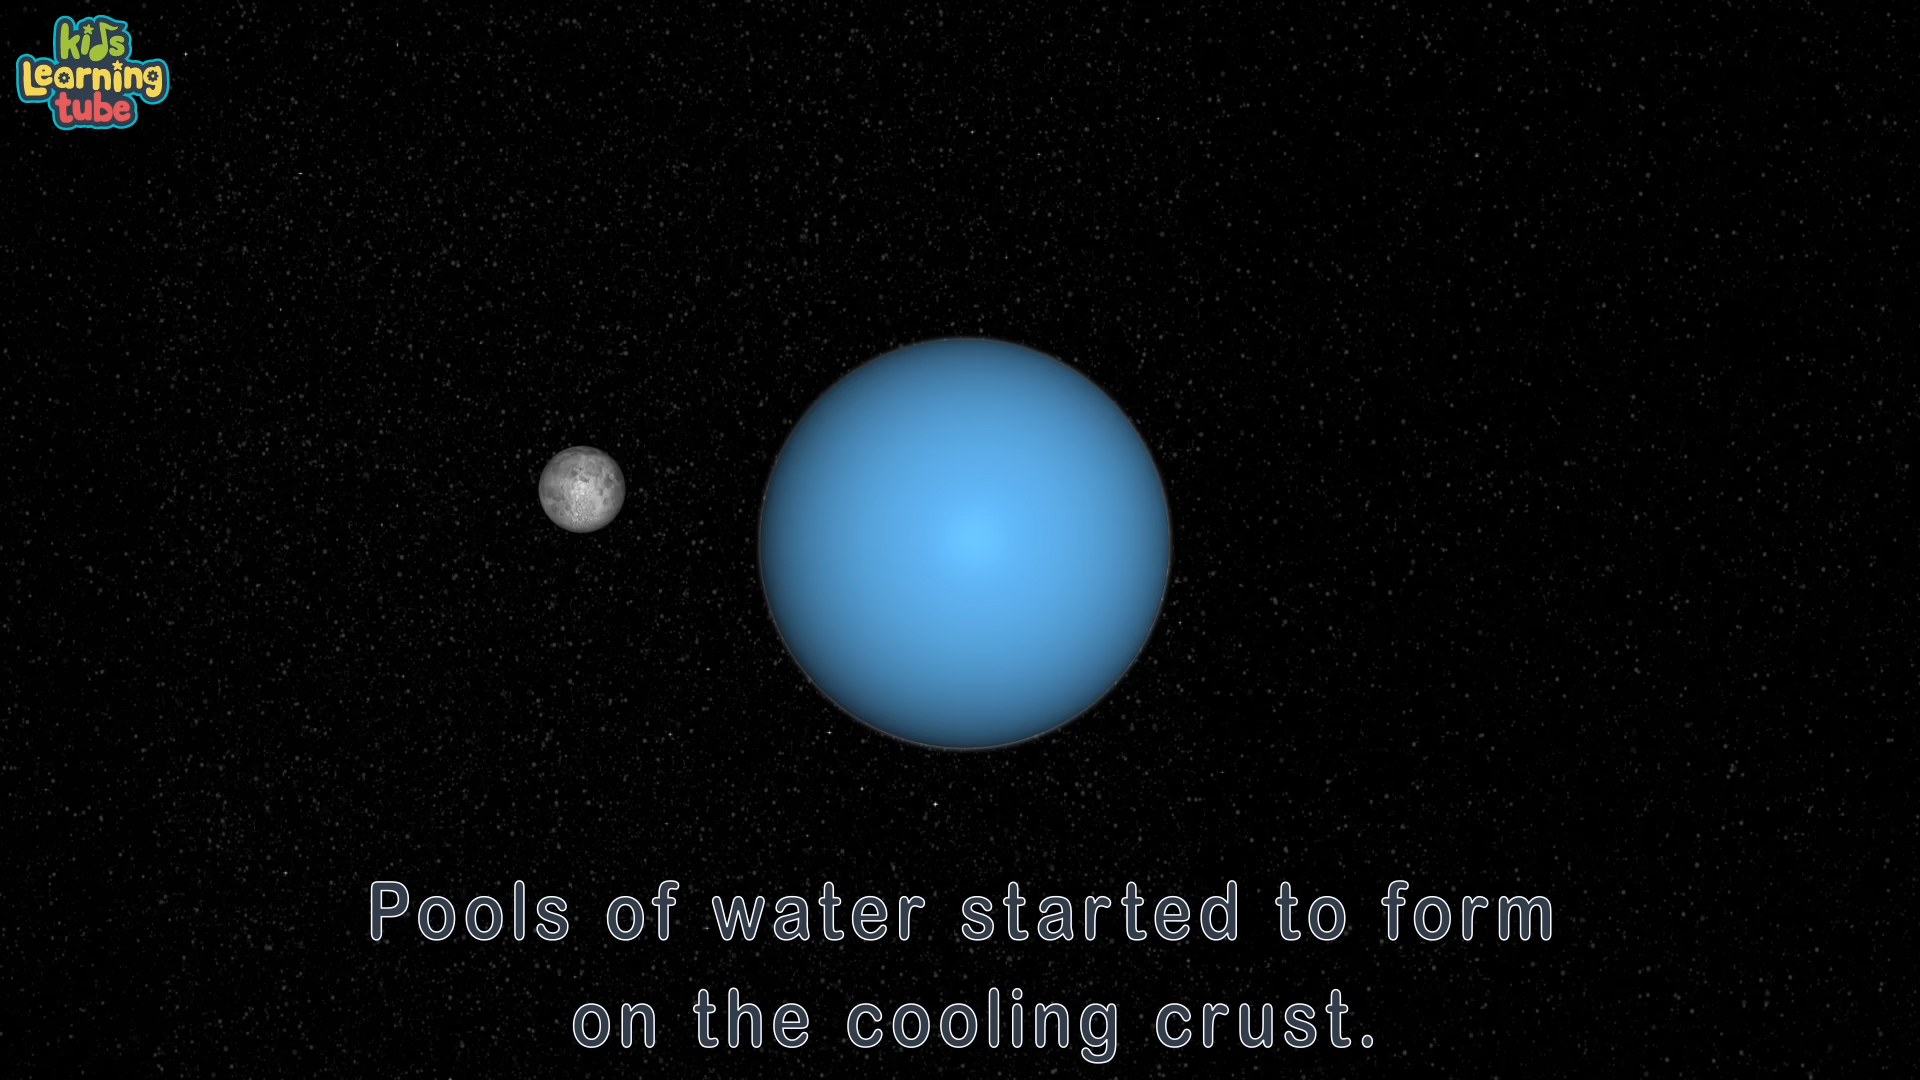 kids
Learning
tube
Pools of water started to form
on the cooling crust.